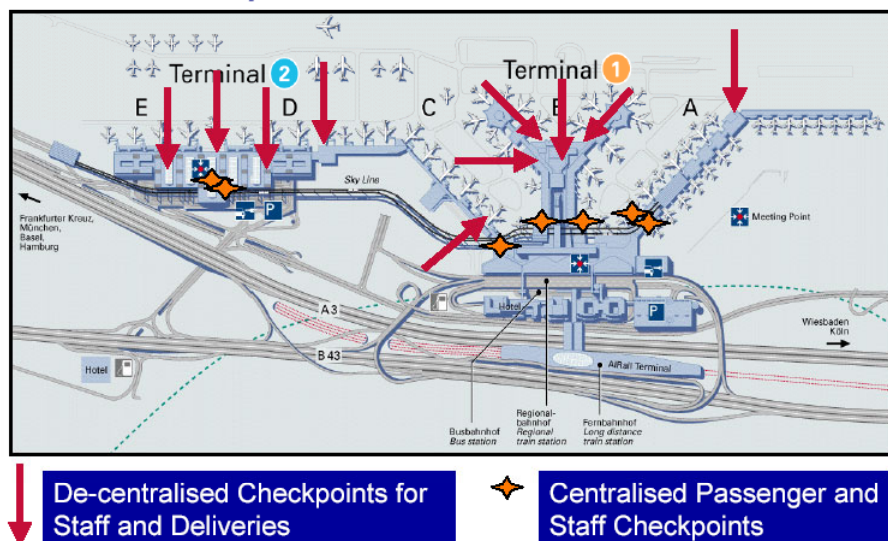 Terminal 2
Terminal 1
E
D
C
B
A
Sky Line
P
Meeting Point
Frankfurter Kreuz,
München,
Basel,
Hamburg
A 3
B 43
Hotel
Hotel
P
Wiesbaden
Köln
AIRail Terminal
Busbahnhof
Bus station
Regional-
bahnhof
Regional
train station
Fernbahnhof
Long distance
train station
De-centralised Checkpoints for
Staff and Deliveries
Centralised Passenger and
Staff Checkpoints